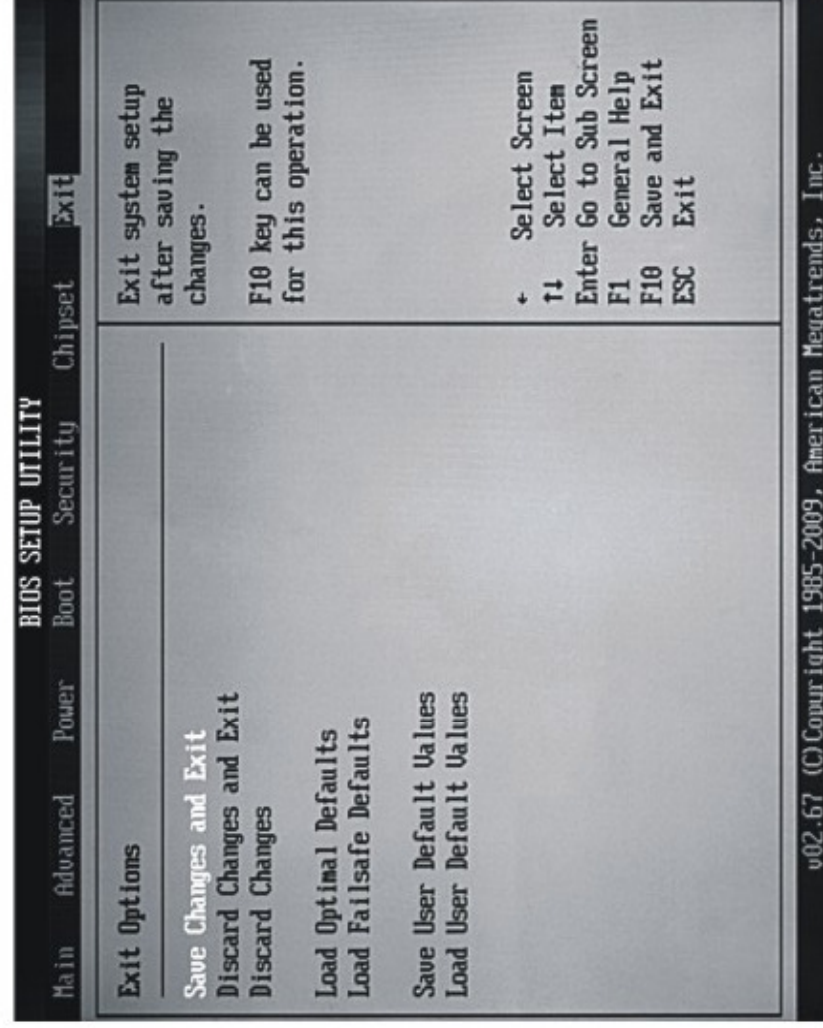 BIOS SETUP UTILITY
Main Advanced Power Boot Security Chipset Exit
Exit Options
Save Changes and Exit
Discard Changes and Exit
Discard Changes
Load Optimal Defaults
Load Failsafe Defaults
Save User Default Values
Load User Default Values
Exit system setup
after saving the
changes.
F10 key can be used
for this operation.
← Select Screen
↑↓ Select Item
Enter Go to Sub Screen
F1 General Help
F10 Save and Exit
ESC Exit
v02.67 (C)Copyright 1985-2009, American Megatrends, Inc.